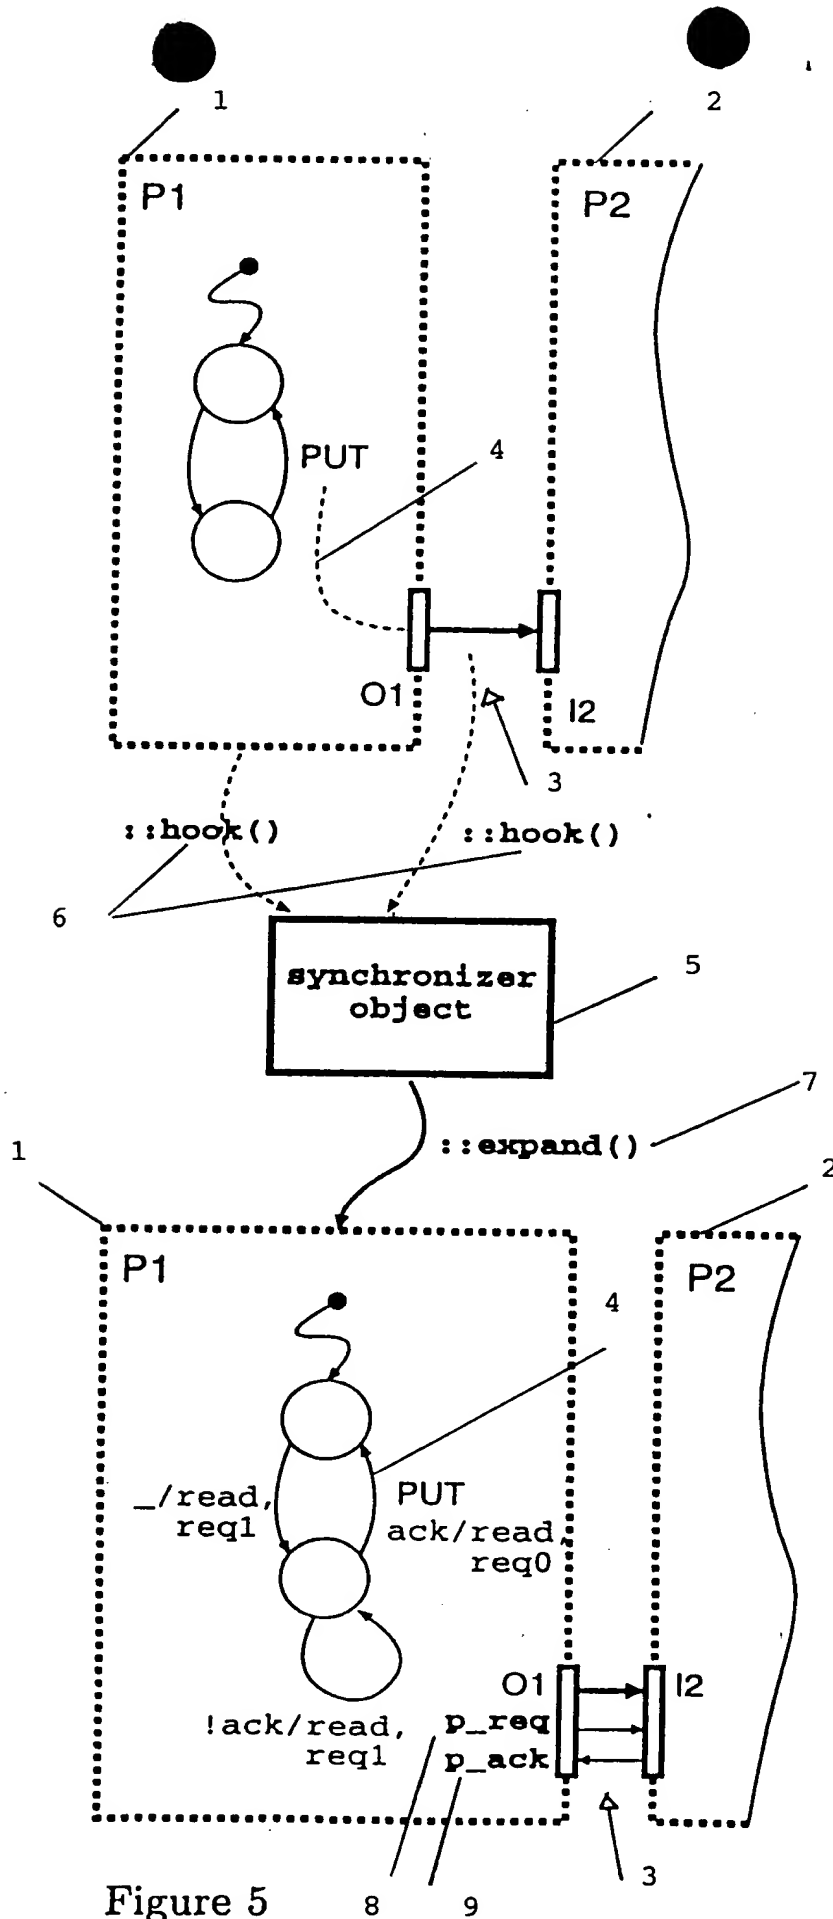 1
2
P1
P2
PUT
4
O1
I2
3
::hook()
::hook()
6
synchronizer
object
5
7
::expand()
1
2
P1
P2
4
_/read,
req1
PUT
ack/read,
req0
O1
I2
!ack/read,
req1
p_req
p_ack
3
Figure 5
8
9